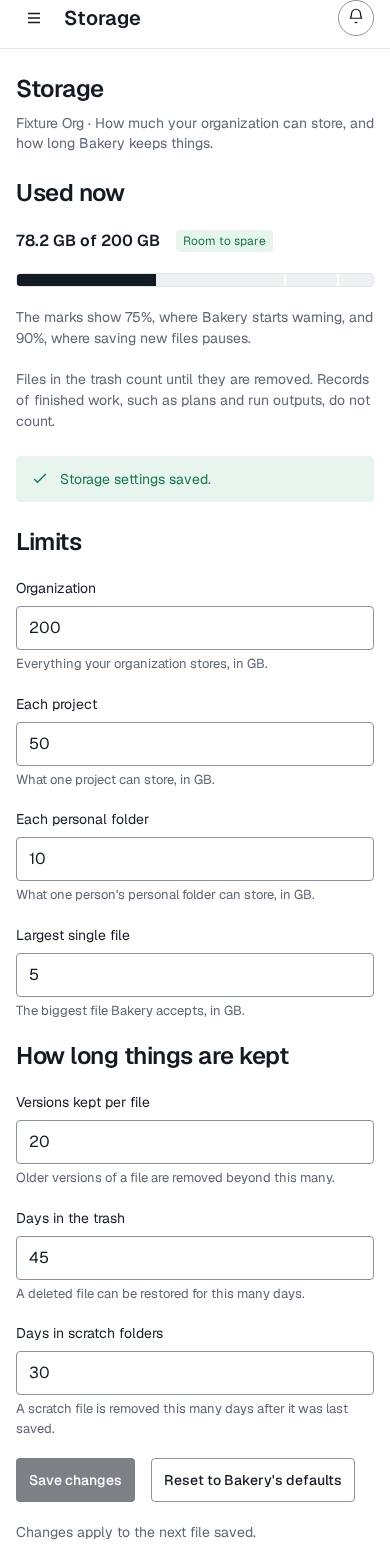 Storage
Storage
Fixture Org · How much your organization can store, and
how long Bakery keeps things.
Used now
78.2 GB of 200 GB
Room to spare
The marks show 75%, where Bakery starts warning, and
90%, where saving new files pauses.
Files in the trash count until they are removed. Records
of finished work, such as plans and run outputs, do not
count.
Storage settings saved.
Limits
Organization
200
Everything your organization stores, in GB.
Each project
50
What one project can store, in GB.
Each personal folder
10
What one person's personal folder can store, in GB.
Largest single file
5
The biggest file Bakery accepts, in GB.
How long things are kept
Versions kept per file
20
Older versions of a file are removed beyond this many.
Days in the trash
45
A deleted file can be restored for this many days.
Days in scratch folders
30
A scratch file is removed this many days after it was last
saved.
Save changes
Reset to Bakery's defaults
Changes apply to the next file saved.